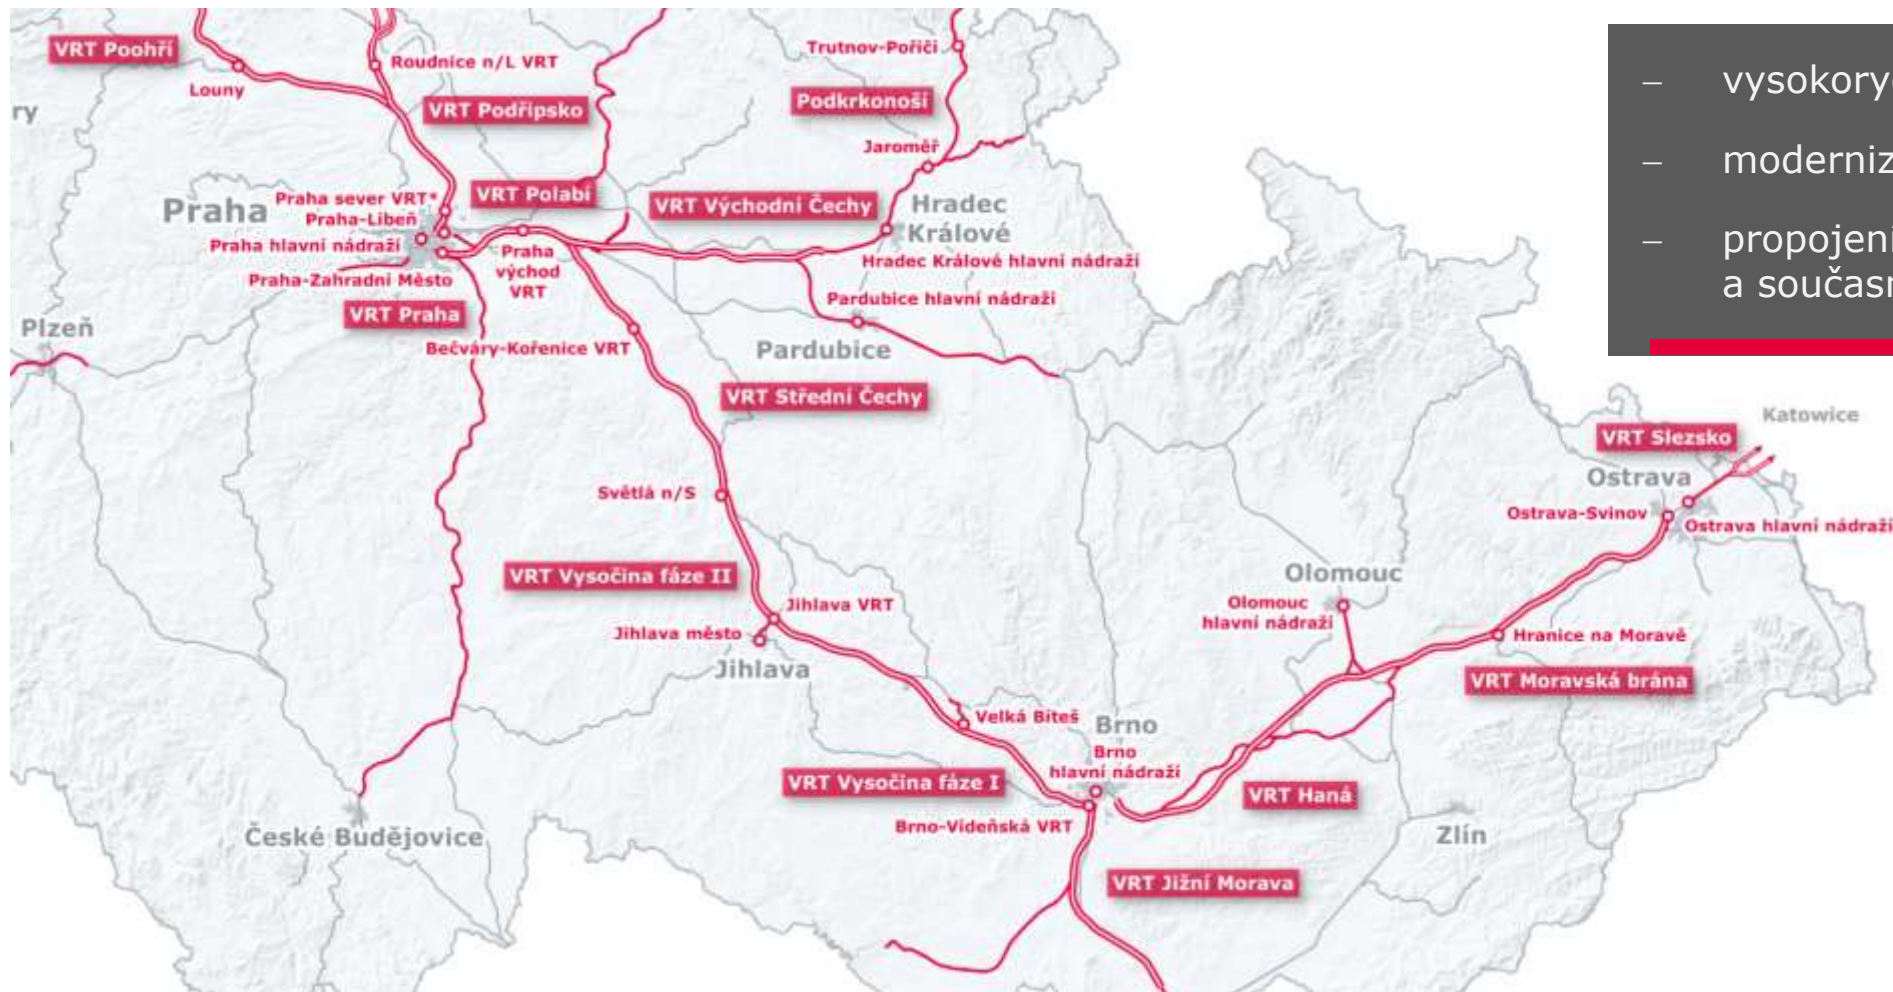 VRT Poohří
Louny
ry
Roudnice n/L VRT
VRT Podřipsko
Trutnov-Poříčí
Podkrkonoší
Jaroměř
– vysokory
– moderniz
– propojení
a současn
Praha
Praha sever VRT*
Praha-Libeň
Praha hlavní nádraží
Praha-Zahradní Město
VRT Praha
VRT Polabí
Praha
východ
VRT
VRT Východní Čechy
Hradec
Králové
Hradec Králové hlavní nádraží
Pardubice hlavní nádraží
Pardubice
Plzeň
Bečváry-Kořenice VRT
VRT Střední Čechy
Katowice
VRT Slezsko
Ostrava
Ostrava-Svinov
Ostrava hlavní nádraží
Světlá n/S
VRT Vysočina fáze II
Jihlava VRT
Jihlava město
Jihlava
Olomouc
Olomouc
hlavní nádraží
Hranice na Moravě
VRT Moravská brána
Velká Bíteš
Brno
Brno
hlavní nádraží
VRT Vysočina fáze I
VRT Haná
Brno-Vídeňská VRT
České Budějovice
Zlín
VRT Jižní Morava